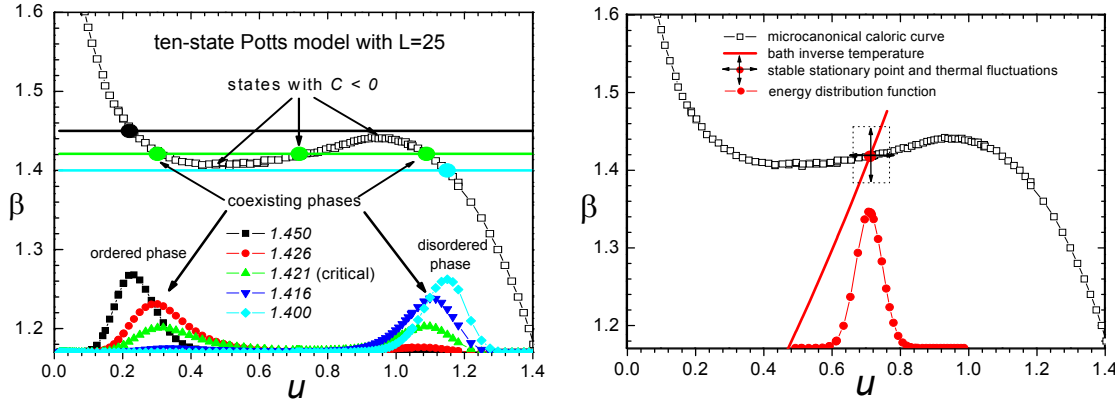 ten-state Potts model with L=25
states with C < 0
coexisting phases
ordered phase
disordered phase
1.450
1.426
1.421 (critical)
1.416
1.400
β
1.6
1.5
1.4
1.3
1.2
0.0 0.2 0.4 0.6 0.8 1.0 1.2 1.4
u
microcanonical caloric curve
bath inverse temperature
stable stationary point and thermal fluctuations
energy distribution function
β
1.6
1.5
1.4
1.3
1.2
0.0 0.2 0.4 0.6 0.8 1.0 1.2 1.4
u